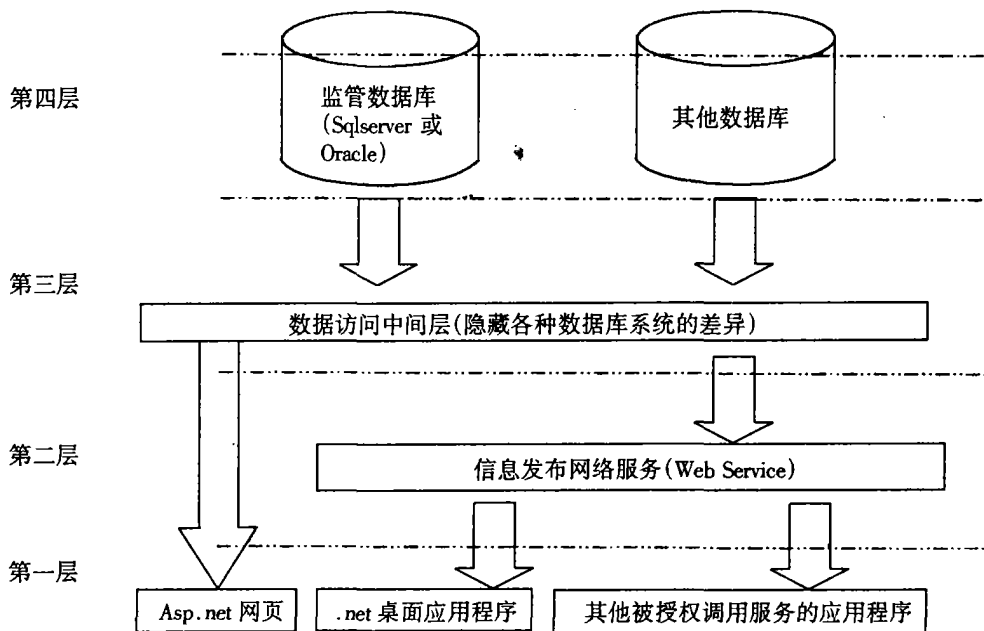 第四层
监管数据库
(Sqlserver 或
Oracle)
其他数据库
第三层
数据访问中间层(隐藏各种数据库系统的差异)
第二层
信息发布网络服务(Web Service)
第一层
Asp.net 网页
.net 桌面应用程序
其他被授权调用服务的应用程序